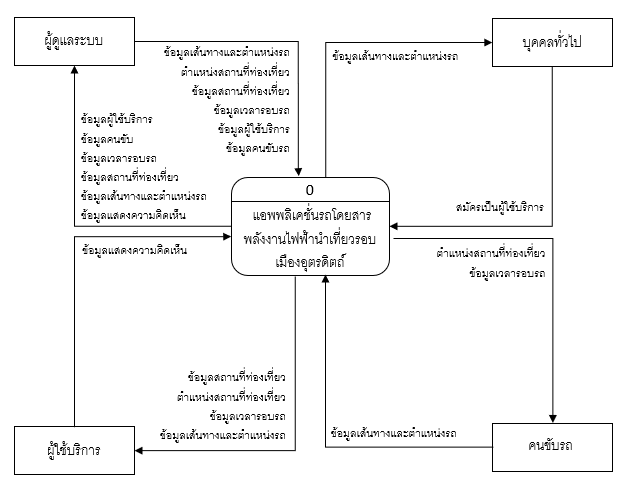 ผู้ดูแลระบบ
ข้อมูลเส้นทางและตำแหน่งรถ
ตำแหน่งสถานที่ท่องเที่ยว
ข้อมูลสถานที่ท่องเที่ยว
ข้อมูลเวลารอบรถ
ข้อมูลผู้ใช้บริการ
ข้อมูลคนขับรถ
ข้อมูลเส้นทางและตำแหน่งรถ
บุคคลทั่วไป
ข้อมูลผู้ใช้บริการ
ข้อมูลคนขับ
ข้อมูลเวลารอบรถ
ข้อมูลสถานที่ท่องเที่ยว
ข้อมูลเส้นทางและตำแหน่งรถ
ข้อมูลแสดงความคิดเห็น
0
แอพพลิเคชั่นรถโดยสาร
พลังงานไฟฟ้านำเที่ยวรอบ
เมืองอุตรดิตถ์
สมัครเป็นผู้ใช้บริการ
ข้อมูลแสดงความคิดเห็น
ตำแหน่งสถานที่ท่องเที่ยว
ข้อมูลเวลารอบรถ
ข้อมูลสถานที่ท่องเที่ยว
ตำแหน่งสถานที่ท่องเที่ยว
ข้อมูลเวลารอบรถ
ข้อมูลเส้นทางและตำแหน่งรถ
ข้อมูลเส้นทางและตำแหน่งรถ
ผู้ใช้บริการ
คนขับรถ